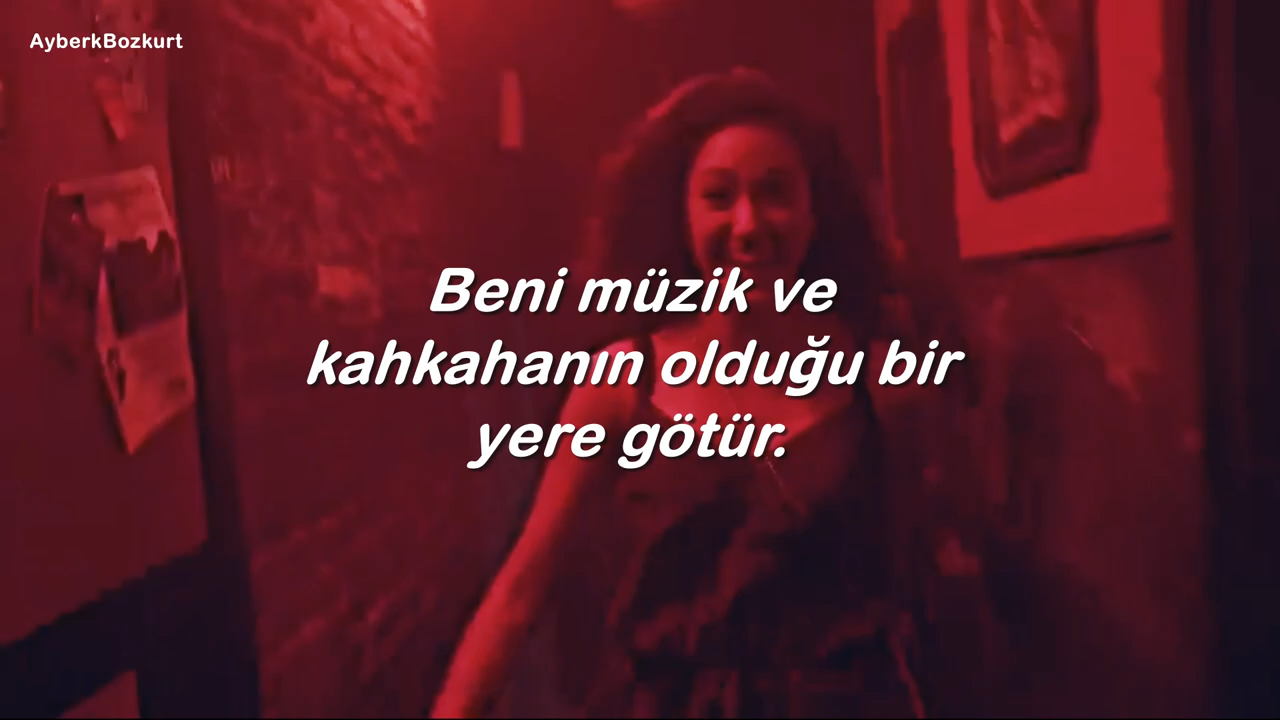 AyberkBozkurt
Beni müzik ve
kahkahanın olduğu bir
yere götür.